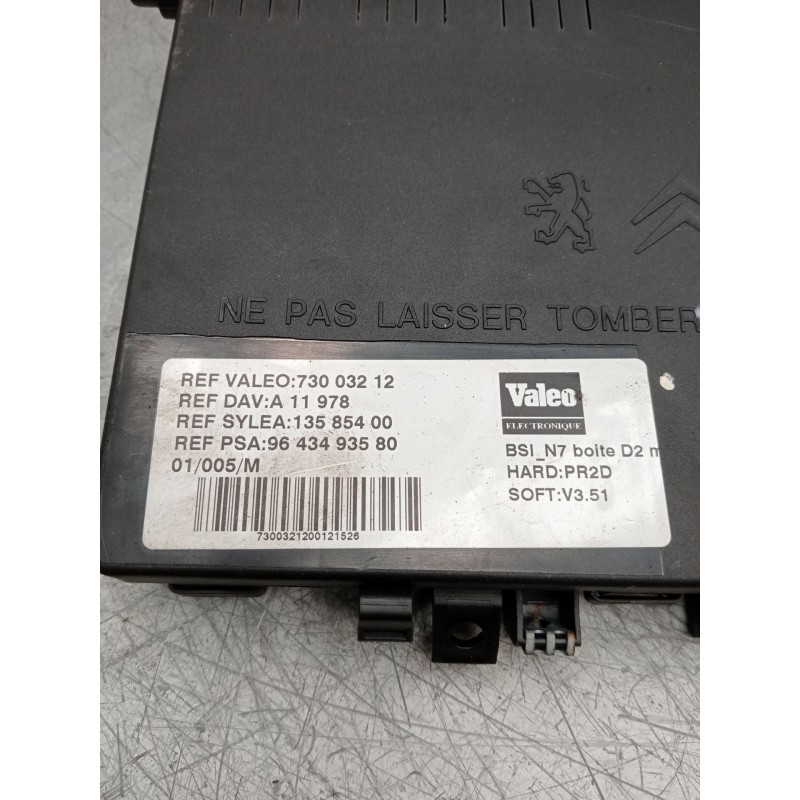 NE PAS LAISSER TOMBER
REF VALEO:730 032 12
REF DAV:A 11 978
REF SYLEA:135 854 00
REF PSA:96 434 935 80
01/005/M
7300321200121526
Valeo
ELECTRONIQUE
BSI_N7 boite D2 m
HARD:PR2D
SOFT:V3.51